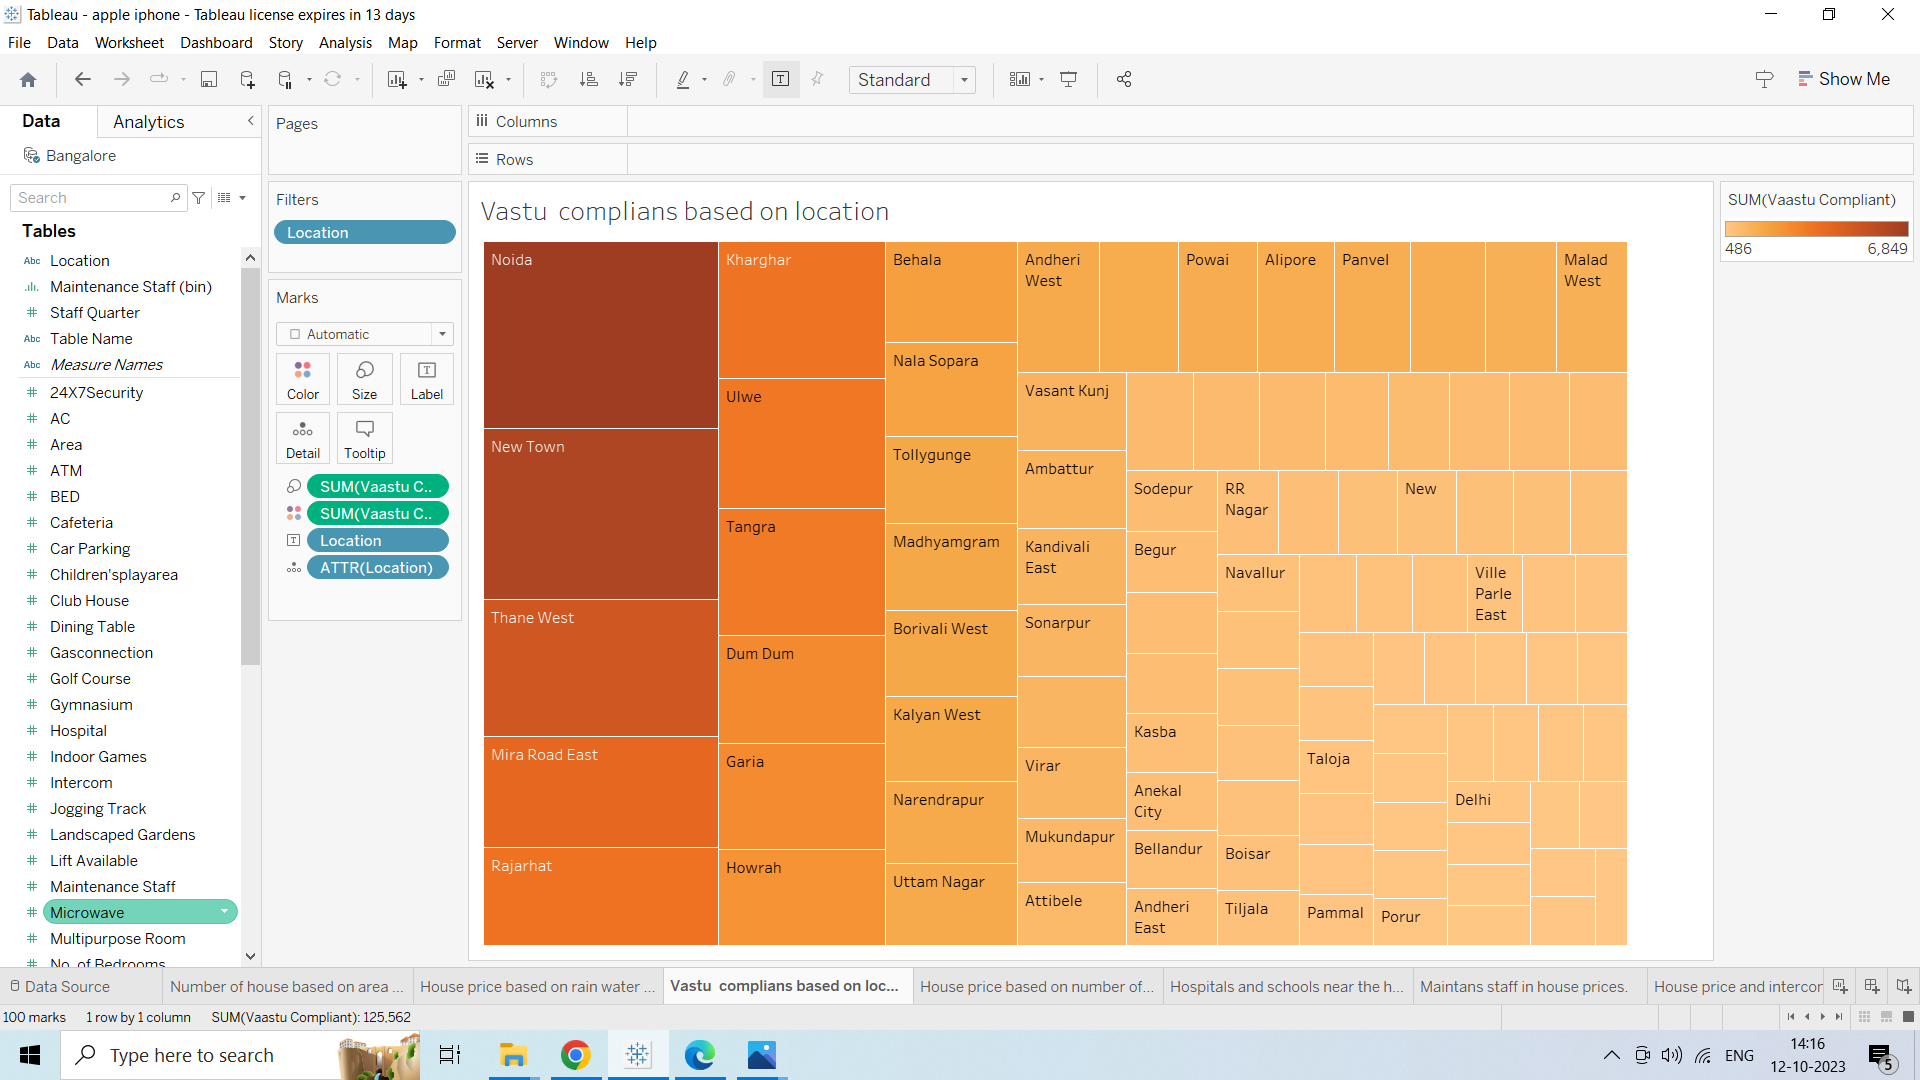 Tableau - apple iphone - Tableau license expires in 13 days
File Data Worksheet Dashboard Story Analysis Map Format Server Window Help
Standard
Show Me
Data
Analytics
Bangalore
Search
Tables
Abc Location
Maintenance Staff (bin)
# Staff Quarter
Abc Table Name
Abc Measure Names
# 24X7Security
# AC
# Area
# ATM
# BED
# Cafeteria
# Car Parking
# Children'splayarea
# Club House
# Dining Table
# Gasconnection
# Golf Course
# Gymnasium
# Hospital
# Indoor Games
# Intercom
# Jogging Track
# Landscaped Gardens
# Lift Available
# Maintenance Staff
# Microwave
# Multipurpose Room
# No. of Bedrooms
Pages
Filters
Location
Marks
Automatic
Color
Size
Label
Detail
Tooltip
SUM(Vaastu C..
SUM(Vaastu C..
Location
ATTR(Location)
Columns
Rows
Vastu  complians based on location
Noida
New Town
Thane West
Mira Road East
Rajarhat
Kharghar
Ulwe
Tangra
Dum Dum
Garia
Howrah
Behala
Nala Sopara
Tollygunge
Madhyamgram
Borivali West
Kalyan West
Narendrapur
Uttam Nagar
Andheri
West
Powai
Alipore
Panvel
Malad
West
Vasant Kunj
Ambattur
Kandivali
East
Sonarpur
Virar
Mukundapur
Attibele
Sodepur
Begur
Kasba
Anekal
City
Bellandur
Andheri
East
RR
Nagar
New
Navallur
Ville
Parle
East
Boisar
Tiljala
Taloja
Pammal
Porur
Delhi
SUM(Vaastu Compliant)
486 6,849
Data Source
Number of house based on area ...
House price based on rain water ...
Vastu  complians based on loc...
House price based on number of...
Hospitals and schools near the h...
Maintans staff in house prices.
House price and intercor
100 marks 1 row by 1 column SUM(Vaastu Compliant): 125,562
Type here to search
ENG
14:16
12-10-2023
5